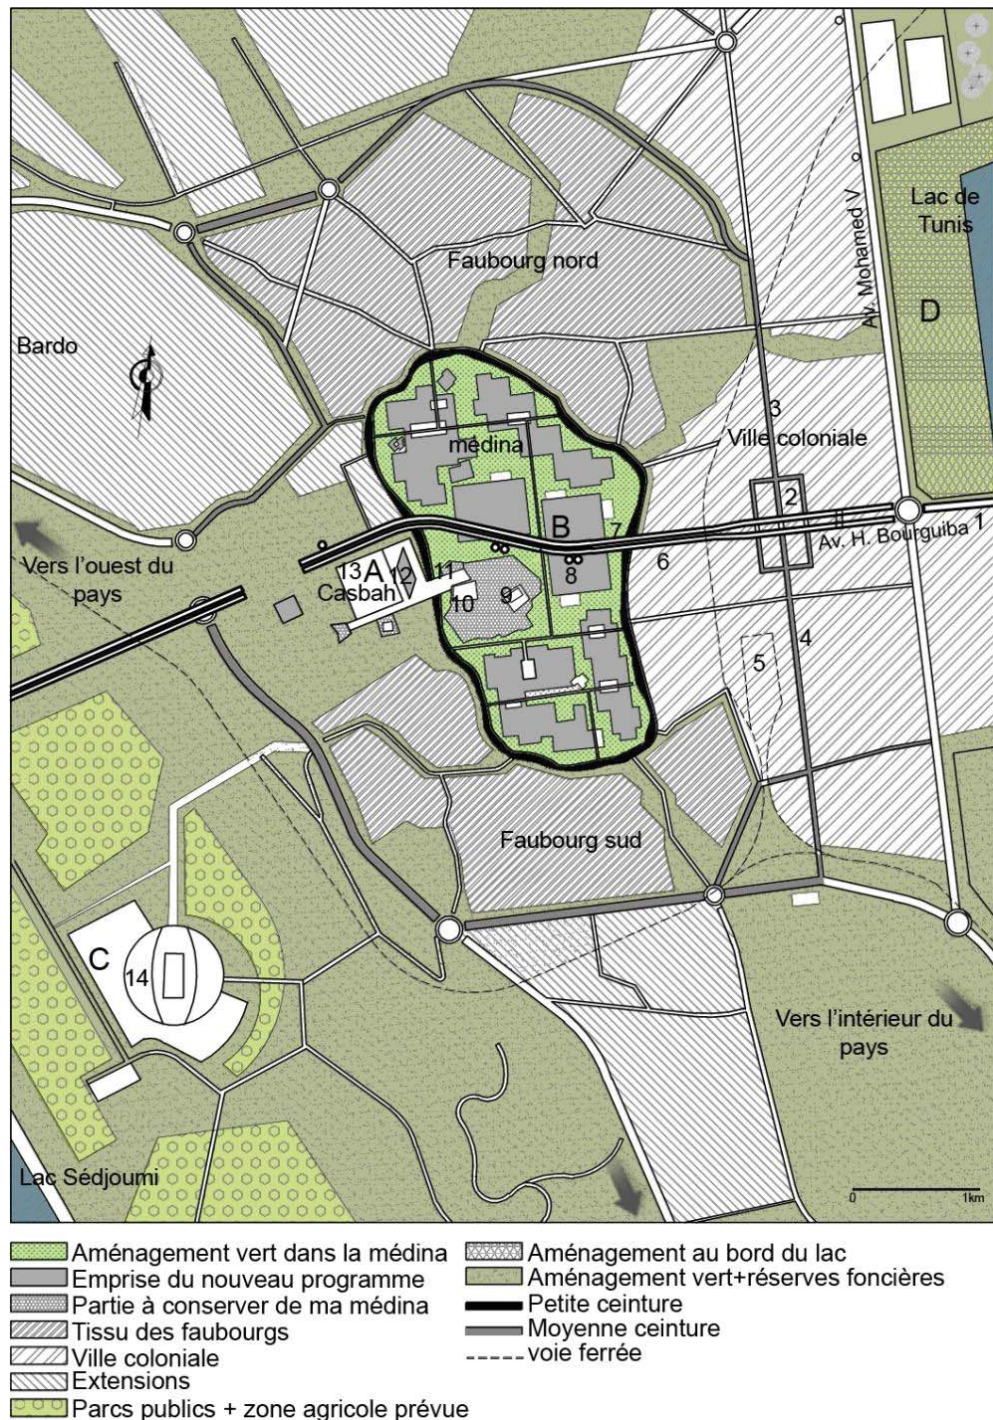 Lac de
Tunis
Av. Mohamed V
Faubourg nord
D
Bardo
3
médina
Ville coloniale
2
B
7
1
Av. H. Bourguiba
Vers l'ouest du
pays
13
A
12
11
Casbah
8
6
10
9
4
5
Faubourg sud
C
14
Vers l'intérieur du
pays
Lac Sédjoumi
0
1km
Aménagement vert dans la médina
Emprise du nouveau programme
Partie à conserver de ma médina
Tissu des faubourgs
Ville coloniale
Extensions
Parcs publics + zone agricole prévue
Aménagement au bord du lac
Aménagement vert+réserves foncières
Petite ceinture
Moyenne ceinture
voie ferrée